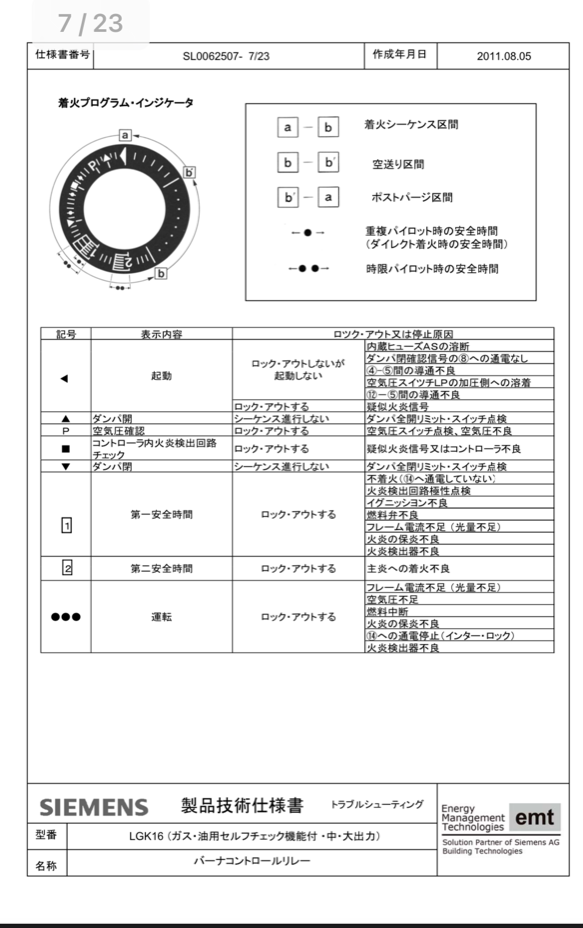 7 / 23
仕様書番号 SL0062507- 7/23 作成年月日 2011.08.05
着火プログラム・インジケータ
a
b'
b
P
1
2
a － b 着火シーケンス区間
b － b' 空送り区間
b' － a ポストパージ区間
←●→ 重複パイロット時の安全時間
(ダイレクト着火時の安全時間)
←●●→ 時限パイロット時の安全時間
記号 表示内容 ロツク・アウト又は停止原因
◀ 起動 ロック・アウトしないが
起動しない
内蔵ヒューズASの溶断
ダンパ閉確認信号の⑧への通電なし
④－⑤間の導通不良
空気圧スイツチLPの加圧側への溶着
⑫－⑤間の導通不良
ロック・アウトする 疑似火炎信号
▲ ダンパ開 シーケンス進行しない ダンパ全開リミット・スイッチ点検
P 空気圧確認 ロック・アウトする 空気圧スイッチ点検、空気圧不良
■ コントローラ内火炎検出回路
チェック
ロック・アウトする 疑似火炎信号又はコントローラ不良
▼ ダンパ閉 シーケンス進行しない ダンパ全閉リミット・スイッチ点検
1 第一安全時間 ロック・アウトする
不着火(⑭へ通電していない)
火炎検出回路極性点検
イグニッション不良
燃料弁不良
フレーム電流不足（光量不足）
火炎の保炎不良
火炎検出器不良
2 第二安全時間 ロック・アウトする 主炎への着火不良
●●● 運転 ロック・アウトする
フレーム電流不足（光量不足）
空気圧不足
燃料中断
火炎の保炎不良
⑭への通電停止(インター・ロック)
火炎検出器不良
SIEMENS 製品技術仕様書 トラブルシューティング
型番 LGK16 (ガス・油用セルフチェック機能付・中・大出力)
名称 バーナコントロールリレー
Energy
Management
Technologies
emt
Solution Partner of Siemens AG
Building Technologies